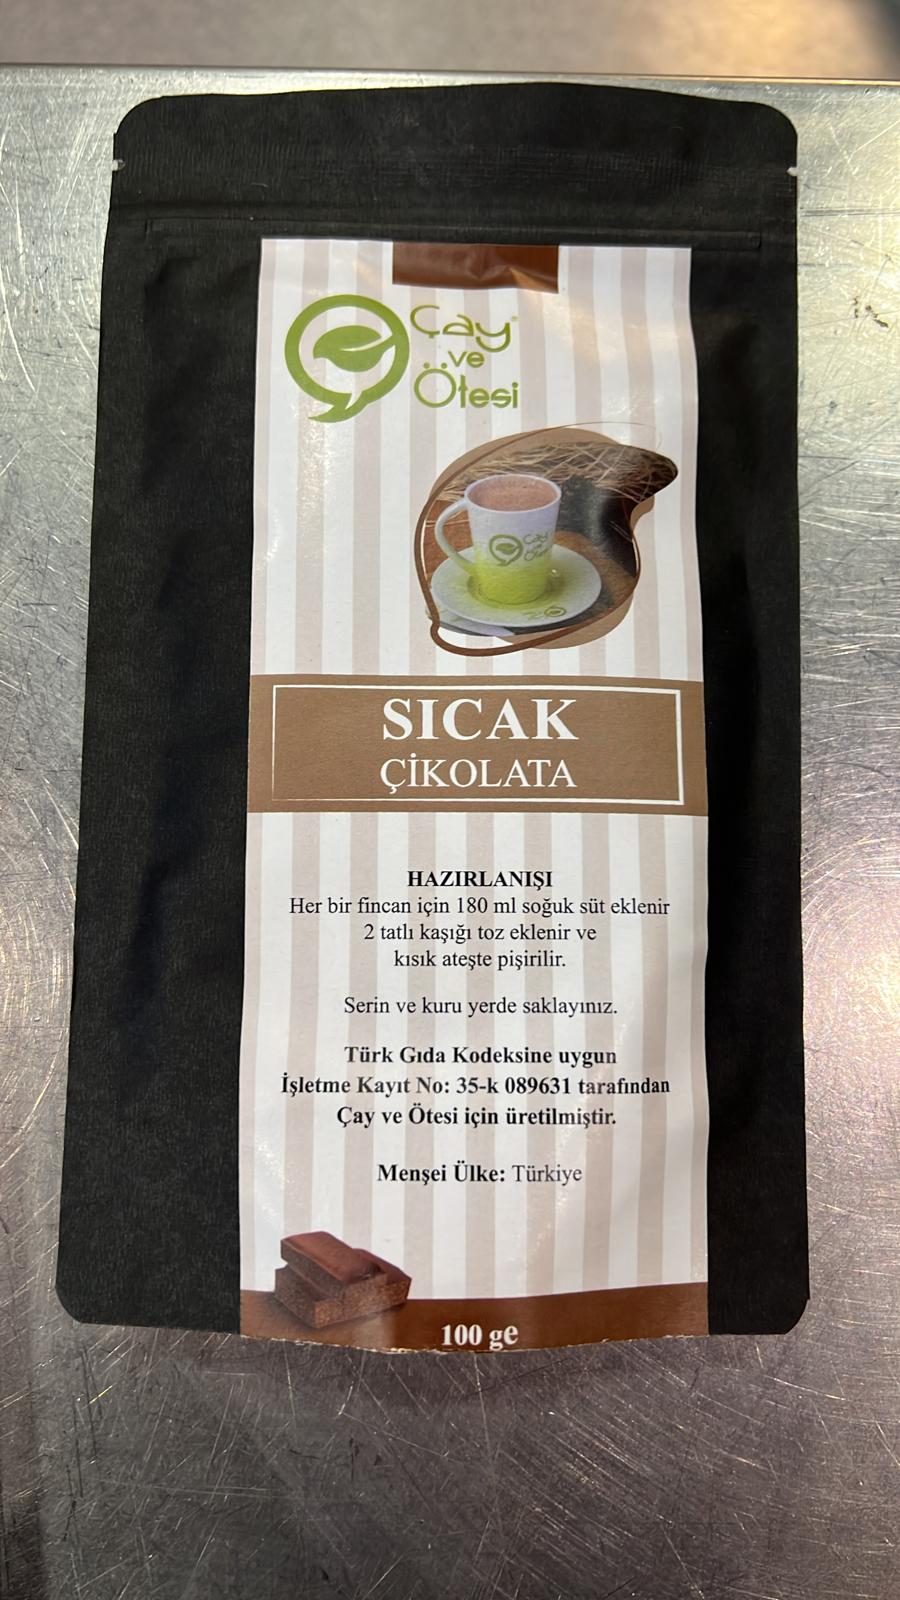 Çay
ve
Ötesi
SICAK
ÇİKOLATA
HAZIRLANIŞI
Her bir fincan için 180 ml soğuk süt eklenir
2 tatlı kaşığı toz eklenir ve
kısık ateşte pişirilir.
Serin ve kuru yerde saklayınız.
Türk Gıda Kodeksine uygun
İşletme Kayıt No: 35-k 089631 tarafından
Çay ve Ötesi için üretilmiştir.
Menşei Ülke: Türkiye
100 ge